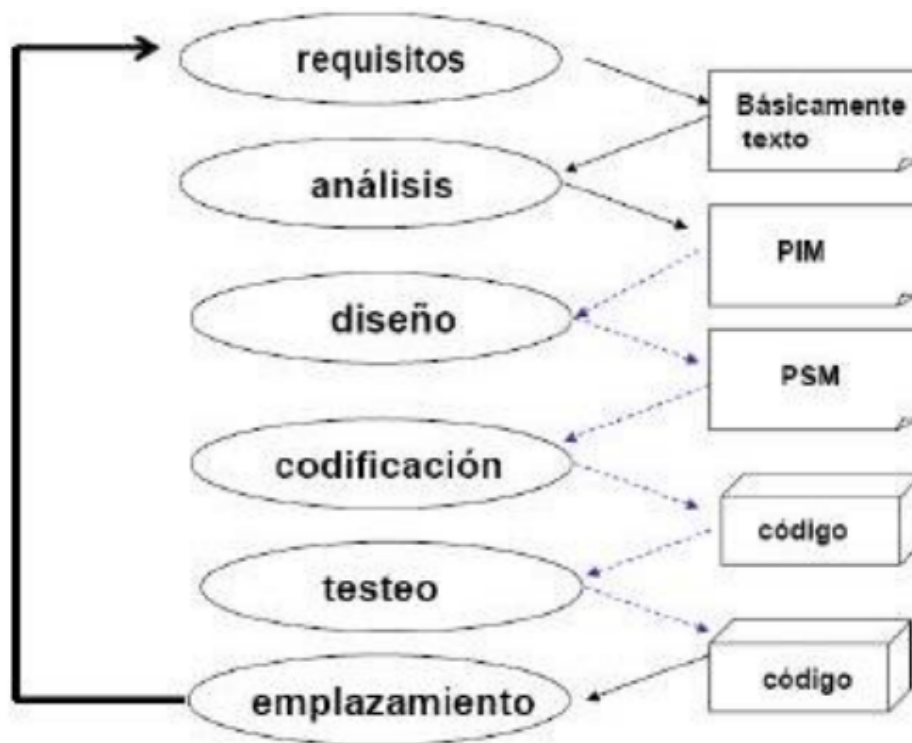 requisitos
Básicamente
texto
análisis
PIM
diseño
PSM
codificación
código
testeo
emplazamiento
código